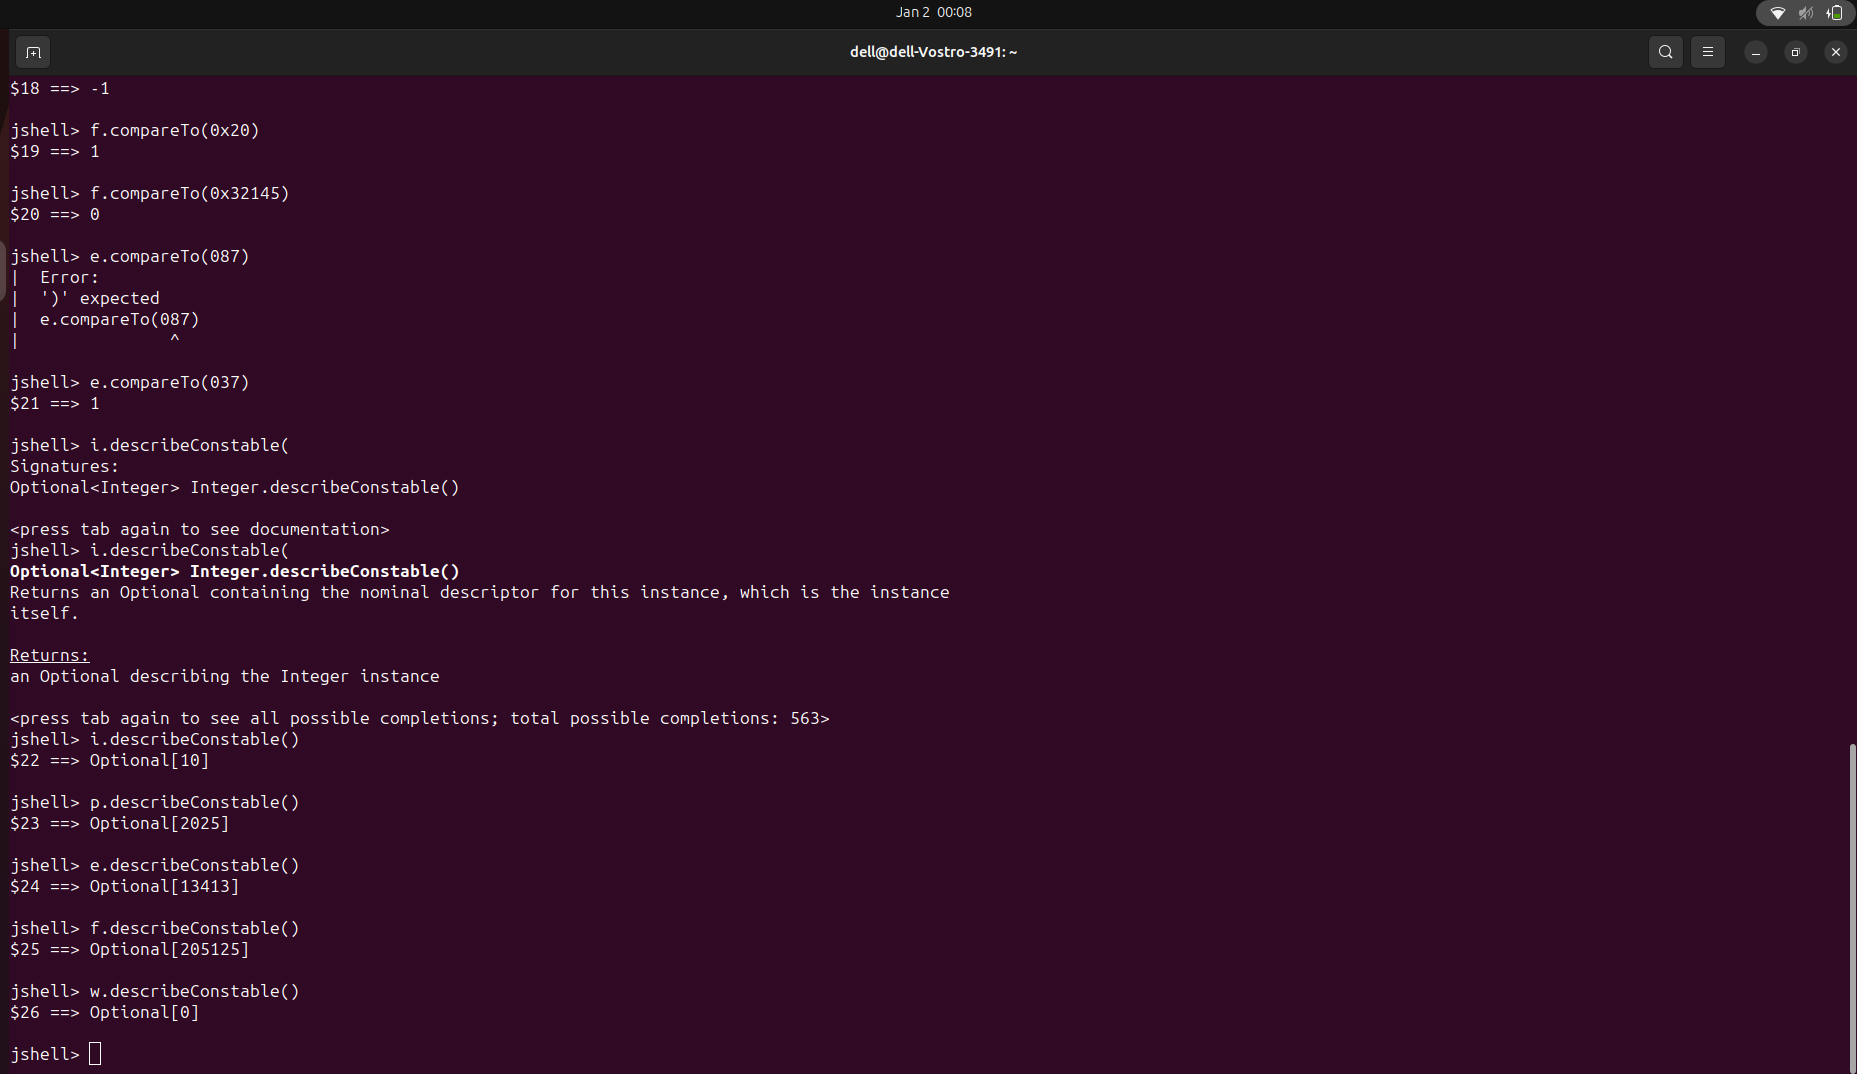 Jan 2 00:08
dell@dell-Vostro-3491: ~
$18 ==> -1
jshell> f.compareTo(0x20)
$19 ==> 1
jshell> f.compareTo(0x32145)
$20 ==> 0
jshell> e.compareTo(087)
|  Error:
|  ')' expected
|  e.compareTo(087)
|               ^
jshell> e.compareTo(037)
$21 ==> 1
jshell> i.describeConstable(
Signatures:
Optional<Integer> Integer.describeConstable()
<press tab again to see documentation>
jshell> i.describeConstable(
Optional<Integer> Integer.describeConstable()
Returns an Optional containing the nominal descriptor for this instance, which is the instance
itself.
Returns:
an Optional describing the Integer instance
<press tab again to see all possible completions; total possible completions: 563>
jshell> i.describeConstable()
$22 ==> Optional[10]
jshell> p.describeConstable()
$23 ==> Optional[2025]
jshell> e.describeConstable()
$24 ==> Optional[13413]
jshell> f.describeConstable()
$25 ==> Optional[205125]
jshell> w.describeConstable()
$26 ==> Optional[0]
jshell>